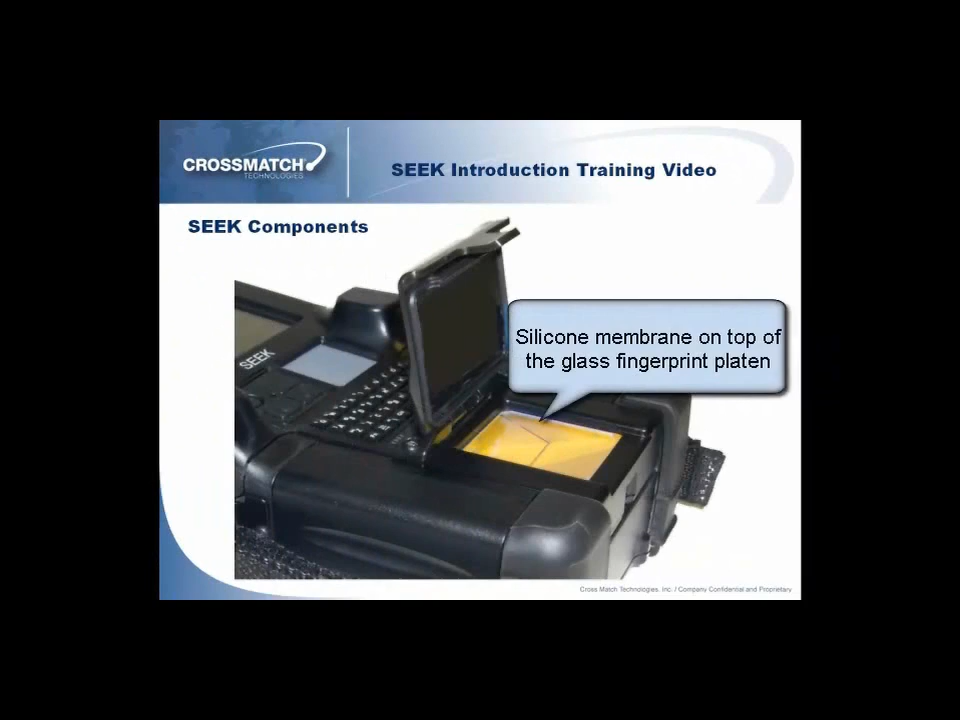 CROSSMATCH
TECHNOLOGIES
SEEK Introduction Training Video
SEEK Components
Silicone membrane on top of
the glass fingerprint platen
SEEK
Cross Match Technologies, Inc. / Company Confidential and Proprietary